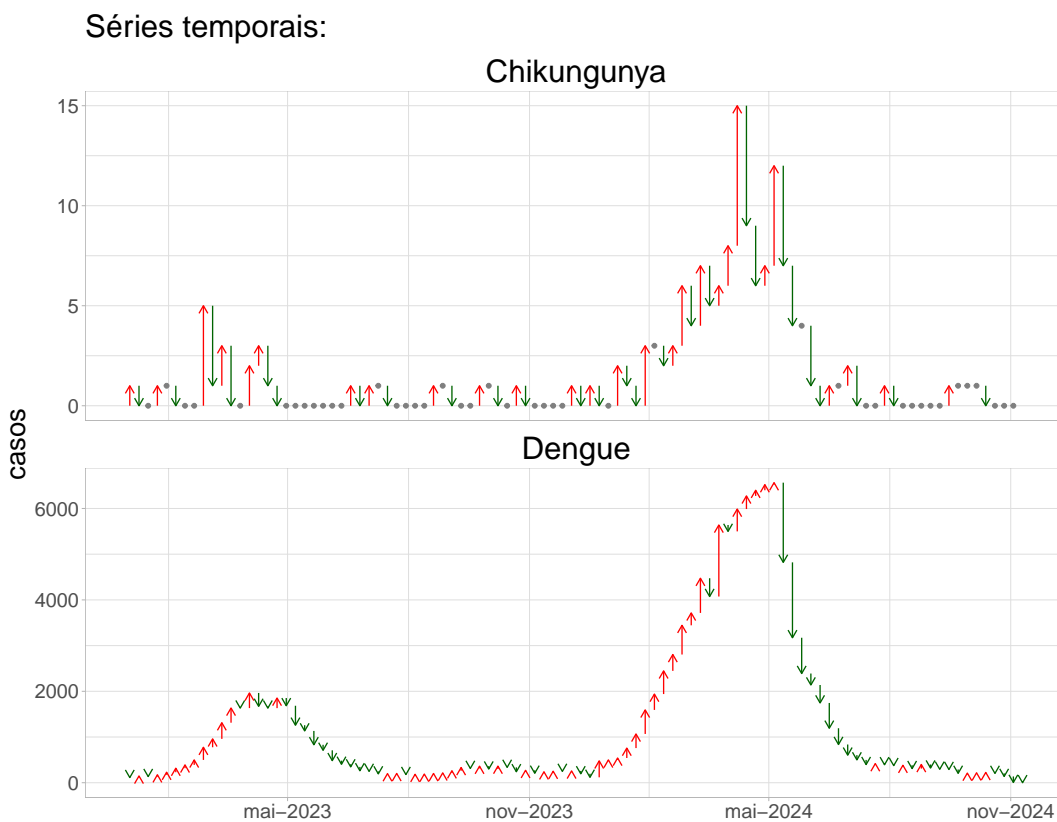 Séries temporais:
Chikungunya
15
10
5
0
casos
Dengue
6000
4000
2000
0
mai–2023
nov–2023
mai–2024
nov–2024